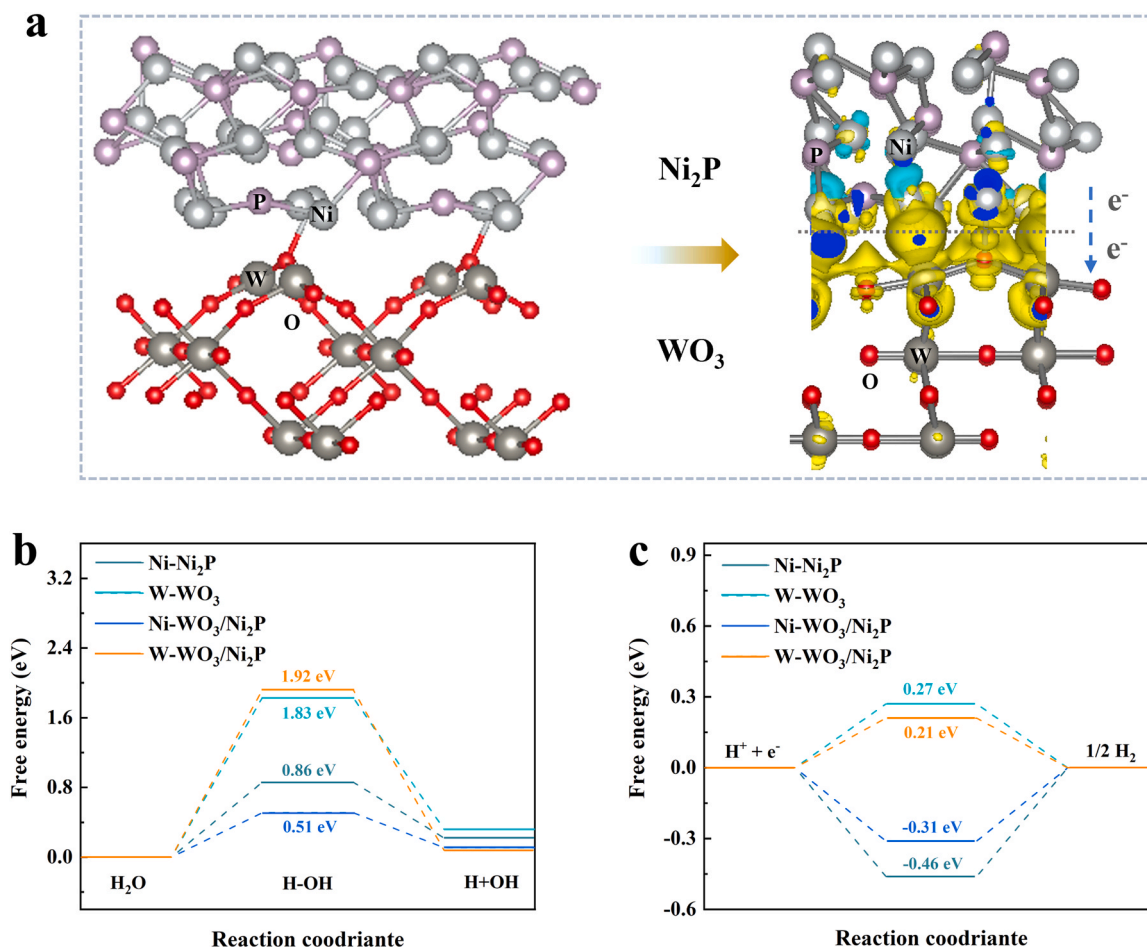 a
P
Ni
W
O
Ni₂P
WO₃
P
Ni
e⁻
e⁻
W
O
b
Ni-Ni₂P
W-WO₃
Ni-WO₃/Ni₂P
W-WO₃/Ni₂P
3.2
2.4
1.6
0.8
0.0
Free energy (eV)
1.92 eV
1.83 eV
0.86 eV
0.51 eV
H₂O
H-OH
H+OH
Reaction coodriante
c
Ni-Ni₂P
W-WO₃
Ni-WO₃/Ni₂P
W-WO₃/Ni₂P
0.9
0.6
0.3
0.0
-0.3
-0.6
Free energy (eV)
0.27 eV
0.21 eV
H⁺ + e⁻
1/2 H₂
-0.31 eV
-0.46 eV
Reaction coodriante